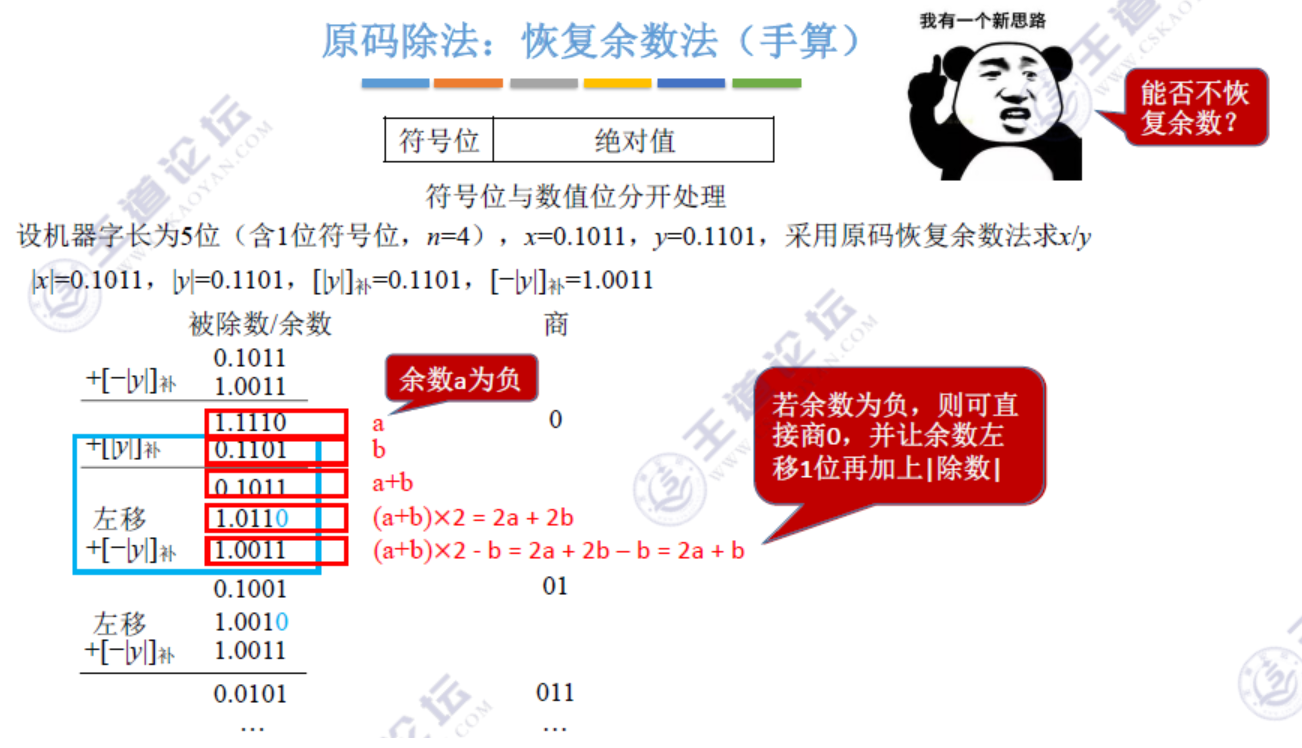 我有一个新思路
原码除法：恢复余数法（手算）
能否不恢
复余数？
符号位 绝对值
符号位与数值位分开处理
设机器字长为5位（含1位符号位，n=4），x=0.1011，y=0.1101，采用原码恢复余数法求x/y
|x|=0.1011，|y|=0.1101，[|y|]补=0.1101，[−|y|]补=1.0011
被除数/余数 商
0.1011
+[−|y|]补 1.0011
余数a为负
1.1110 a 0
+[|y|]补 0.1101 b
0.1011 a+b
左移 1.0110 (a+b)×2 = 2a + 2b
+[−|y|]补 1.0011 (a+b)×2 - b = 2a + 2b – b = 2a + b
若余数为负，则可直
接商0，并让余数左
移1位再加上|除数|
0.1001 01
左移 1.0010
+[−|y|]补 1.0011
0.0101 011
… …
王道论坛
WWW.CSKAOYAN.COM